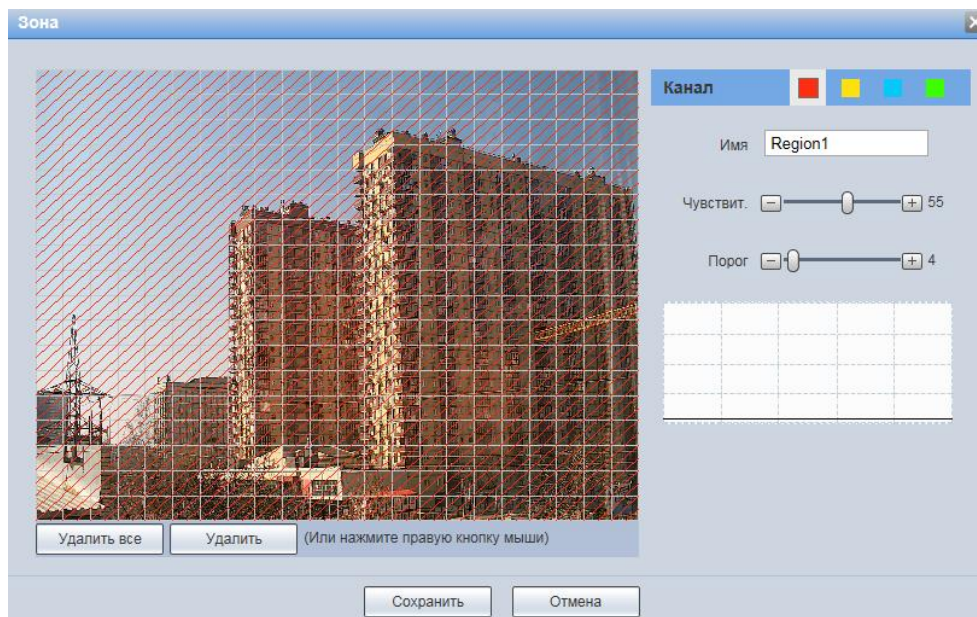 Зона
Канал
Имя Region1
Чувствит. 55
Порог 4
Удалить все Удалить (Или нажмите правую кнопку мыши)
Сохранить Отмена